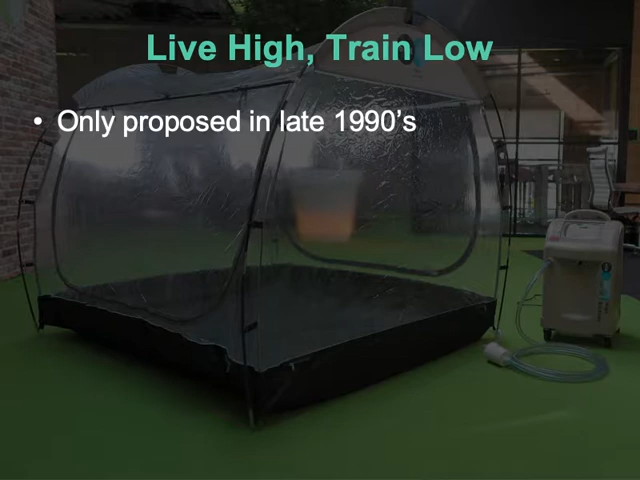 Live High, Train Low
• Only proposed in late 1990's